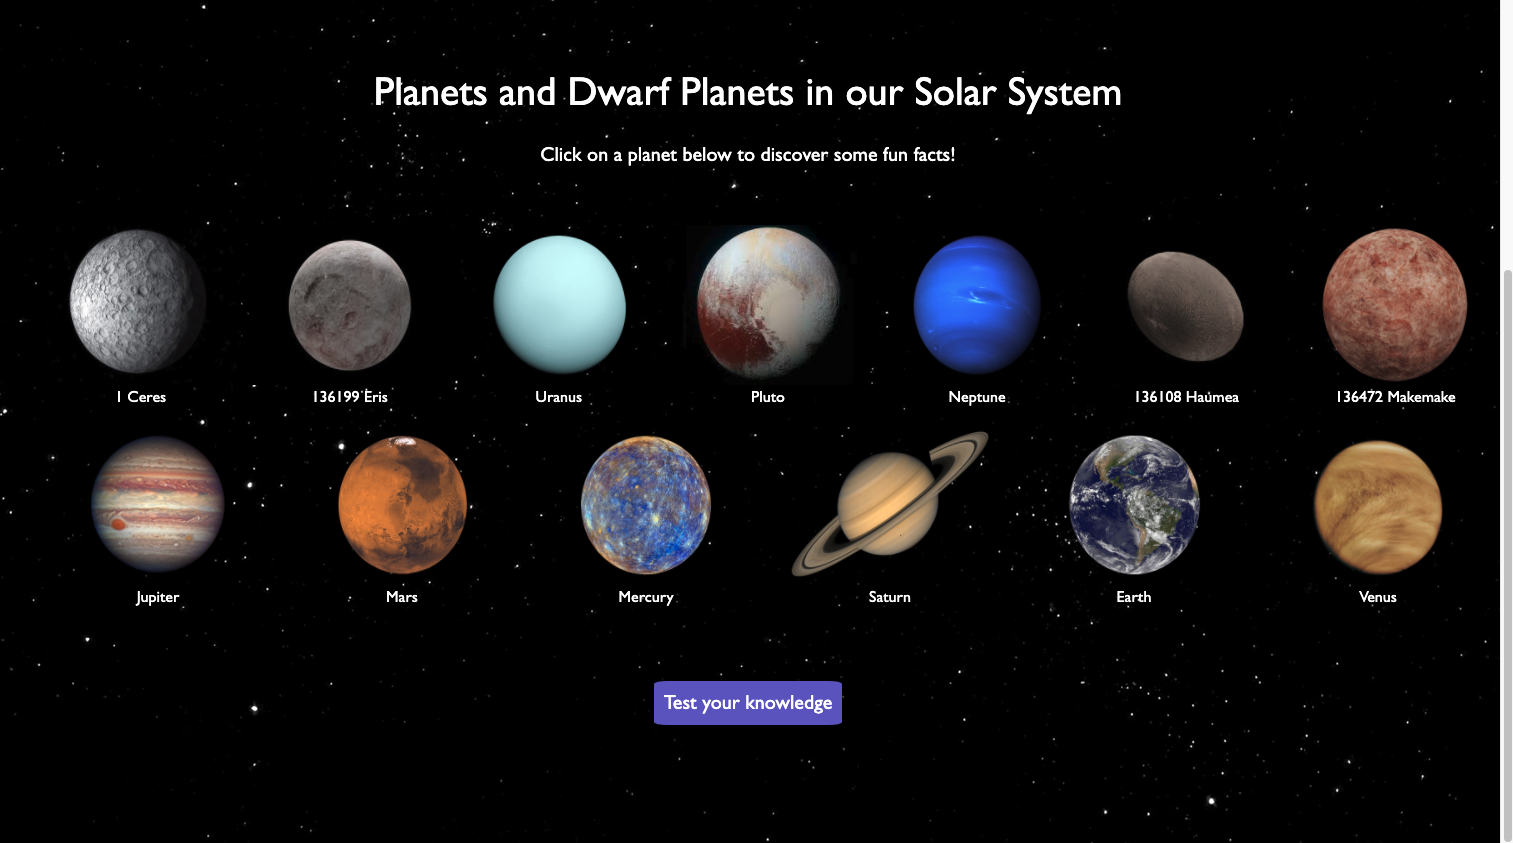 Planets and Dwarf Planets in our Solar System
Click on a planet below to discover some fun facts!
1 Ceres
136199 Eris
Uranus
Pluto
Neptune
136108 Haumea
136472 Makemake
Jupiter
Mars
Mercury
Saturn
Earth
Venus
Test your knowledge